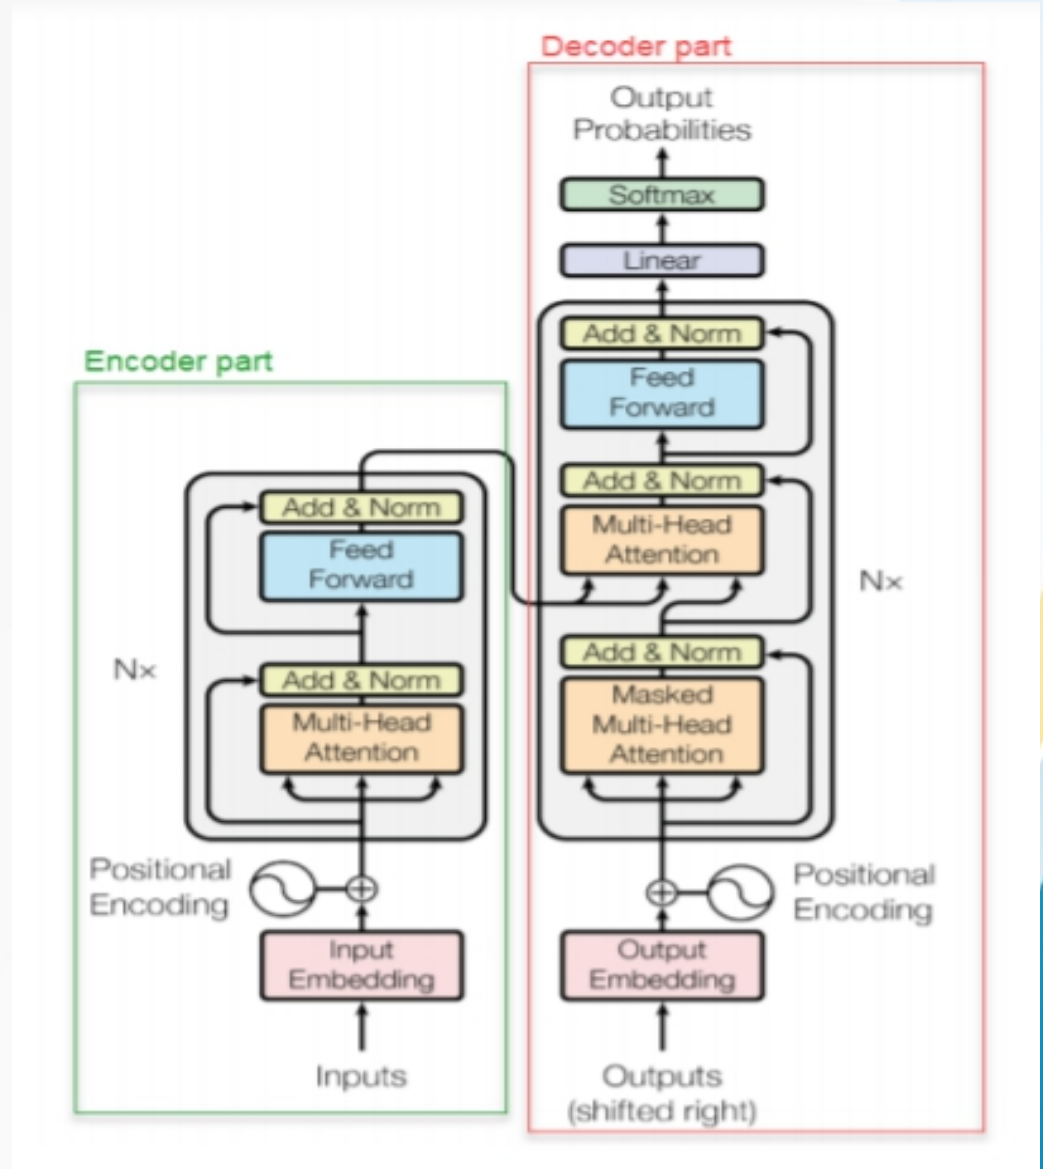 Decoder part
Output
Probabilities
Softmax
Linear
Add & Norm
Feed
Forward
Add & Norm
Multi-Head
Attention
Nx
Add & Norm
Masked
Multi-Head
Attention
Positional
Encoding
Output
Embedding
Outputs
(shifted right)
Encoder part
Add & Norm
Feed
Forward
Nx
Add & Norm
Multi-Head
Attention
Positional
Encoding
Input
Embedding
Inputs